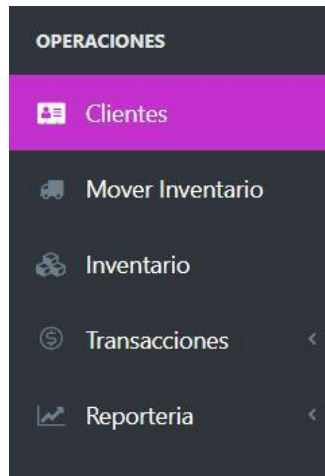 OPERACIONES
Clientes
Mover Inventario
Inventario
Transacciones
Reporteria